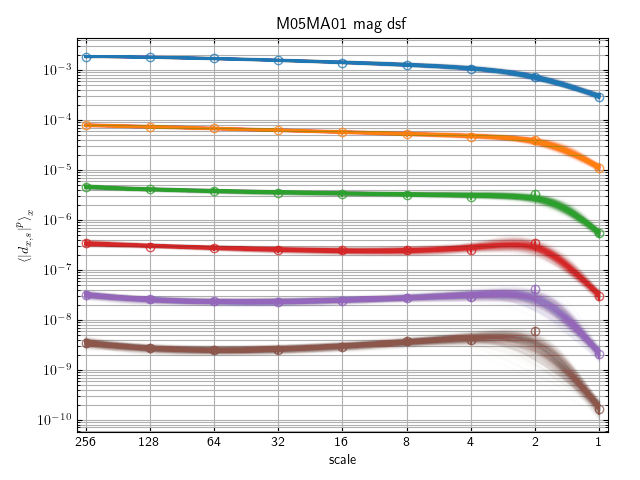 M05MA01 mag dsf
10⁻³
10⁻⁴
10⁻⁵
10⁻⁶
10⁻⁷
10⁻⁸
10⁻⁹
10⁻¹⁰
⟨|d_{x,s}|^p⟩_x
256 128 64 32 16 8 4 2 1
scale